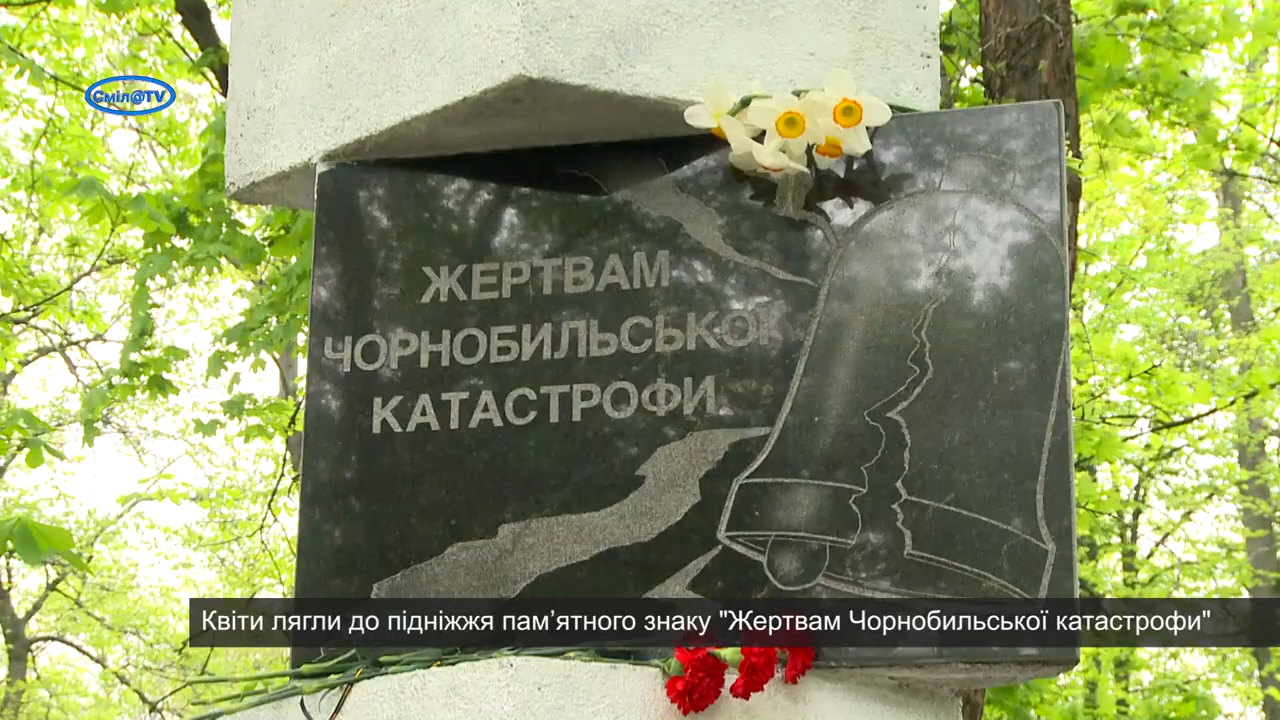 Сміл@TV
ЖЕРТВАМ
ЧОРНОБИЛЬСЬКОЇ
КАТАСТРОФИ
Квіти лягли до підніжжя пам’ятного знаку "Жертвам Чорнобильської катастрофи"